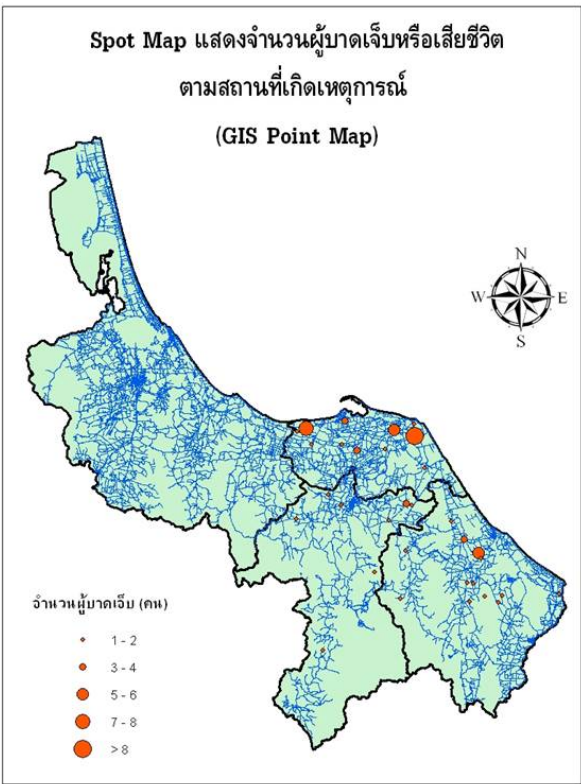 Spot Map แสดงจำนวนผู้บาดเจ็บหรือเสียชีวิต
ตามสถานที่เกิดเหตุการณ์
(GIS Point Map)
N
W E
S
จำนวนผู้บาดเจ็บ (คน)
1 - 2
3 - 4
5 - 6
7 - 8
>8